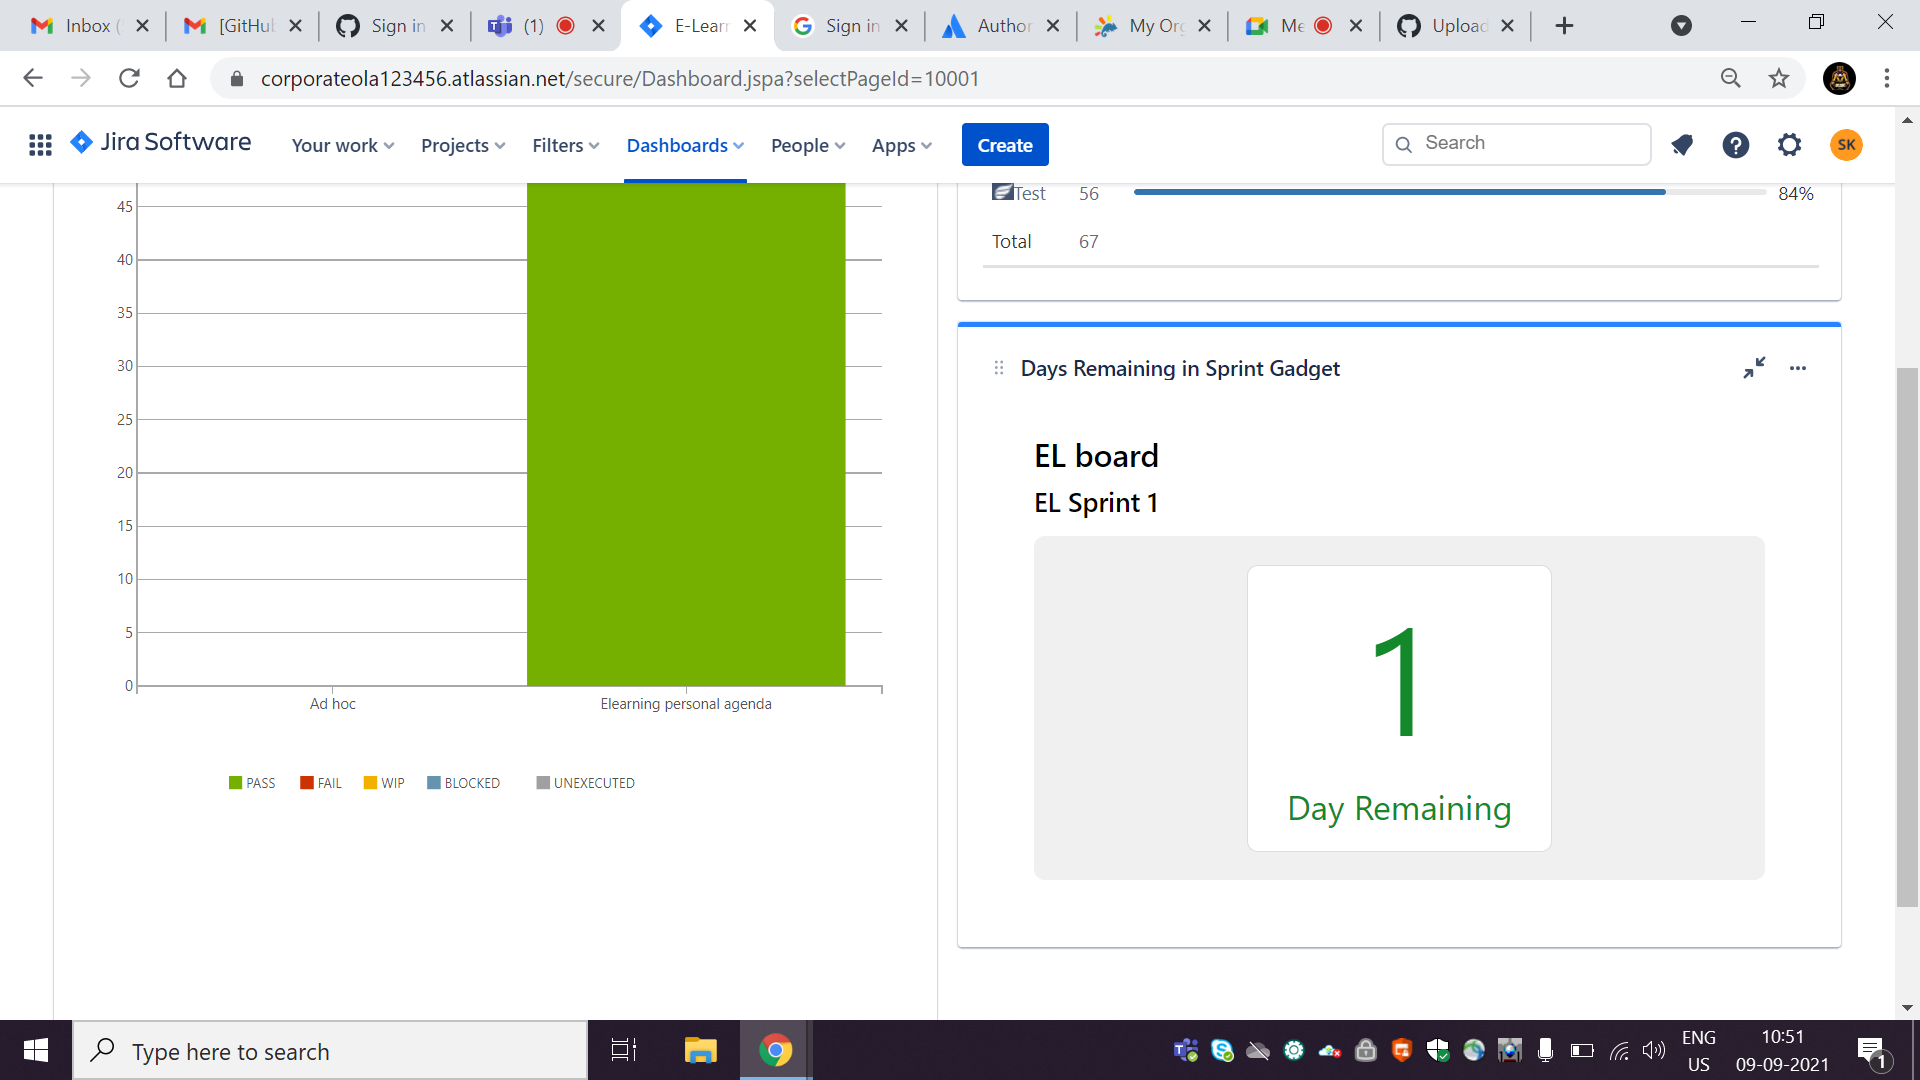 Inbox (
[GitHub
Sign in
(1)
E-Lear
Sign in
Author
My Org
Me
Upload
corporateola123456.atlassian.net/secure/Dashboard.jspa?selectPageId=10001
Jira Software
Your work
Projects
Filters
Dashboards
People
Apps
Create
Search
SK
45
40
35
30
25
20
15
10
5
0
Ad hoc
Elearning personal agenda
PASS
FAIL
WIP
BLOCKED
UNEXECUTED
Test 56 84%
Total 67
Days Remaining in Sprint Gadget
EL board
EL Sprint 1
1
Day Remaining
Type here to search
ENG
US
10:51
09-09-2021
1